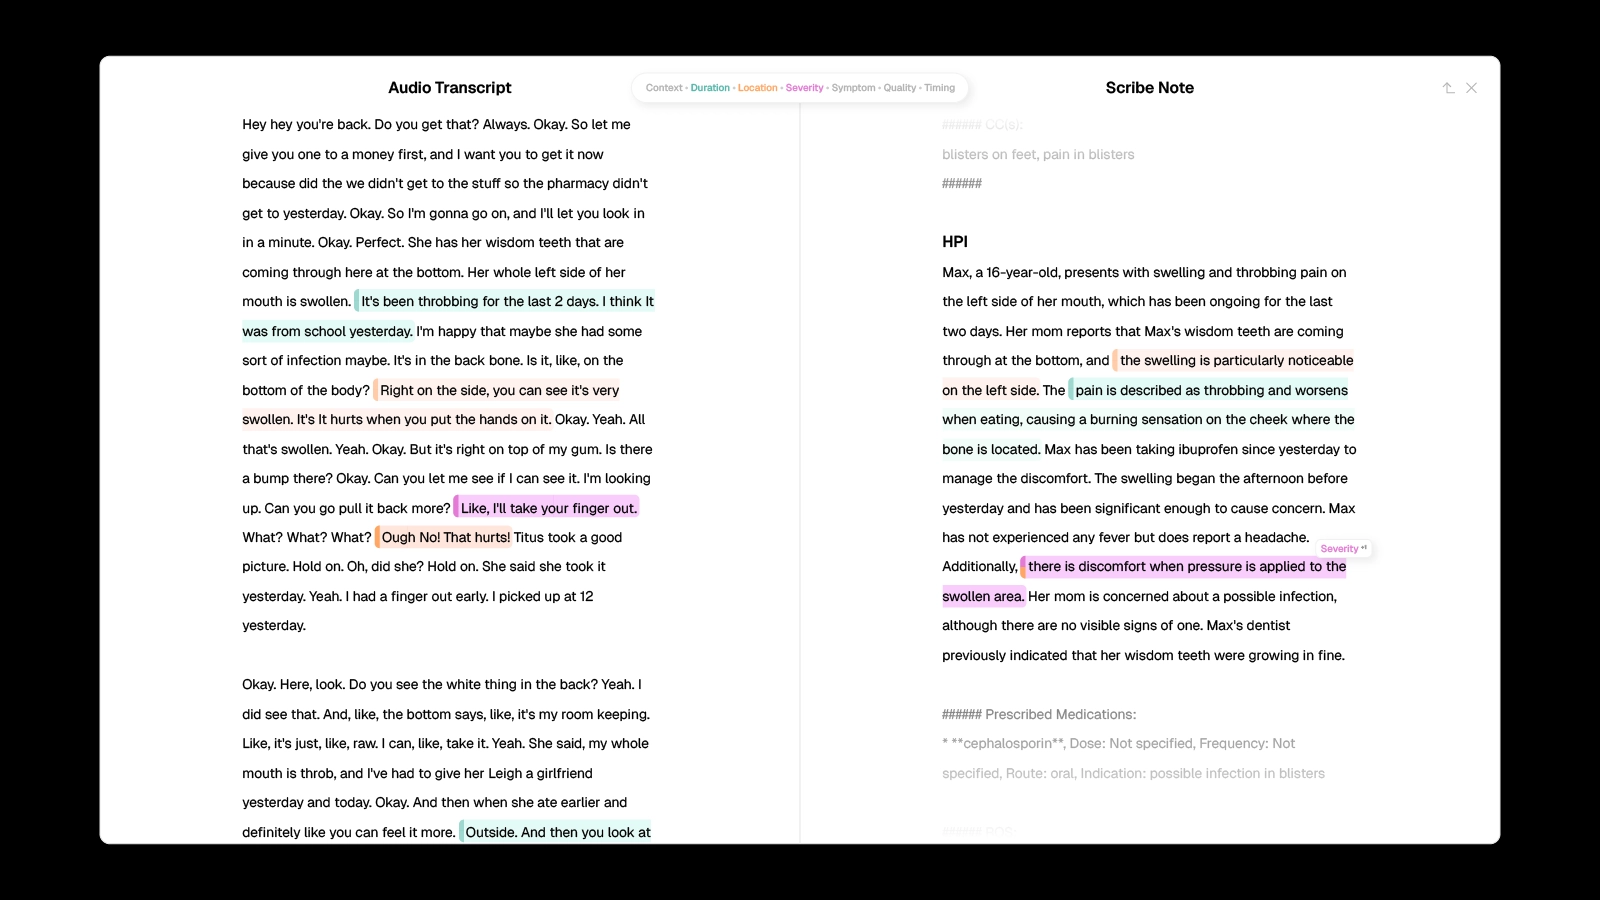 Audio Transcript
Context • Duration • Location • Severity • Symptom • Quality • Timing
Scribe Note
Hey hey you're back. Do you get that? Always. Okay. So let me
give you one to a money first, and I want you to get it now
because did the we didn't get to the stuff so the pharmacy didn't
get to yesterday. Okay. So I'm gonna go on, and I'll let you look in
in a minute. Okay. Perfect. She has her wisdom teeth that are
coming through here at the bottom. Her whole left side of her
mouth is swollen. It's been throbbing for the last 2 days. I think It
was from school yesterday. I'm happy that maybe she had some
sort of infection maybe. It's in the back bone. Is it, like, on the
bottom of the body? Right on the side, you can see it's very
swollen. It's It hurts when you put the hands on it. Okay. Yeah. All
that's swollen. Yeah. Okay. But it's right on top of my gum. Is there
a bump there? Okay. Can you let me see if I can see it. I'm looking
up. Can you go pull it back more? Like, I'll take your finger out.
What? What? What? Ough No! That hurts! Titus took a good
picture. Hold on. Oh, did she? Hold on. She said she took it
yesterday. Yeah. I had a finger out early. I picked up at 12
yesterday.
Okay. Here, look. Do you see the white thing in the back? Yeah. I
did see that. And, like, the bottom says, like, it's my room keeping.
Like, it's just, like, raw. I can, like, take it. Yeah. She said, my whole
mouth is throb, and I've had to give her Leigh a girlfriend
yesterday and today. Okay. And then when she ate earlier and
definitely like you can feel it more. Outside. And then you look at
###### CC(s):
blisters on feet, pain in blisters
######
HPI
Max, a 16-year-old, presents with swelling and throbbing pain on
the left side of her mouth, which has been ongoing for the last
two days. Her mom reports that Max's wisdom teeth are coming
through at the bottom, and the swelling is particularly noticeable
on the left side. The pain is described as throbbing and worsens
when eating, causing a burning sensation on the cheek where the
bone is located. Max has been taking ibuprofen since yesterday to
manage the discomfort. The swelling began the afternoon before
yesterday and has been significant enough to cause concern. Max
has not experienced any fever but does report a headache.
Severity +1
Additionally, there is discomfort when pressure is applied to the
swollen area. Her mom is concerned about a possible infection,
although there are no visible signs of one. Max's dentist
previously indicated that her wisdom teeth were growing in fine.
###### Prescribed Medications:
* **cephalosporin**, Dose: Not specified, Frequency: Not
specified, Route: oral, Indication: possible infection in blisters
###### ROS: